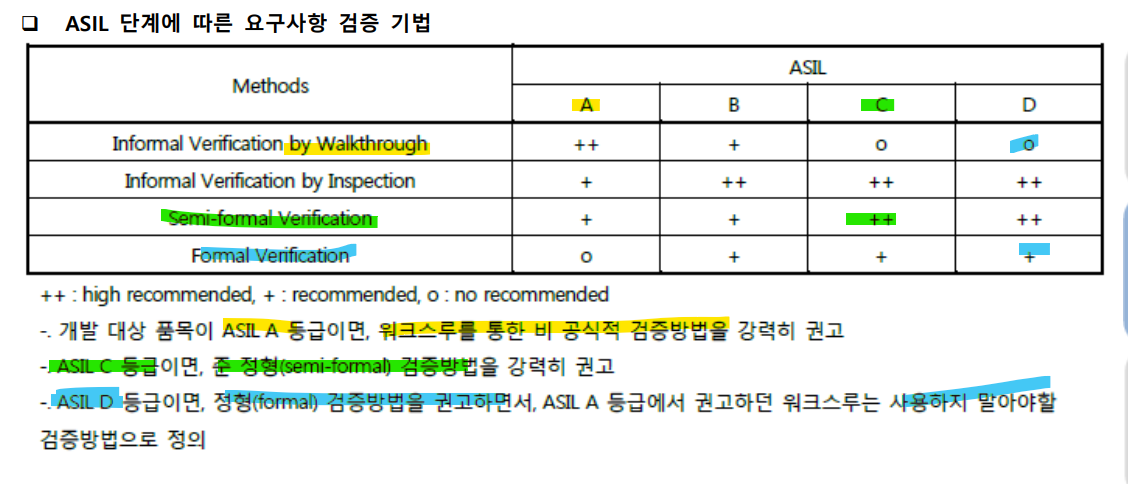 ❑ ASIL 단계에 따른 요구사항 검증 기법
Methods ASIL
A B C D
Informal Verification by Walkthrough ++ + o o
Informal Verification by Inspection + ++ ++ ++
Semi-formal Verification + + ++ ++
Formal Verification o + + +
++ : high recommended, + : recommended, o : no recommended
-. 개발 대상 품목이 ASIL A 등급이면, 워크스루를 통한 비 공식적 검증방법을 강력히 권고
-. ASIL C 등급이면, 준 정형(semi-formal) 검증방법을 강력히 권고
-. ASIL D 등급이면, 정형(formal) 검증방법을 권고하면서, ASIL A 등급에서 권고하던 워크스루는 사용하지 말아야할
검증방법으로 정의